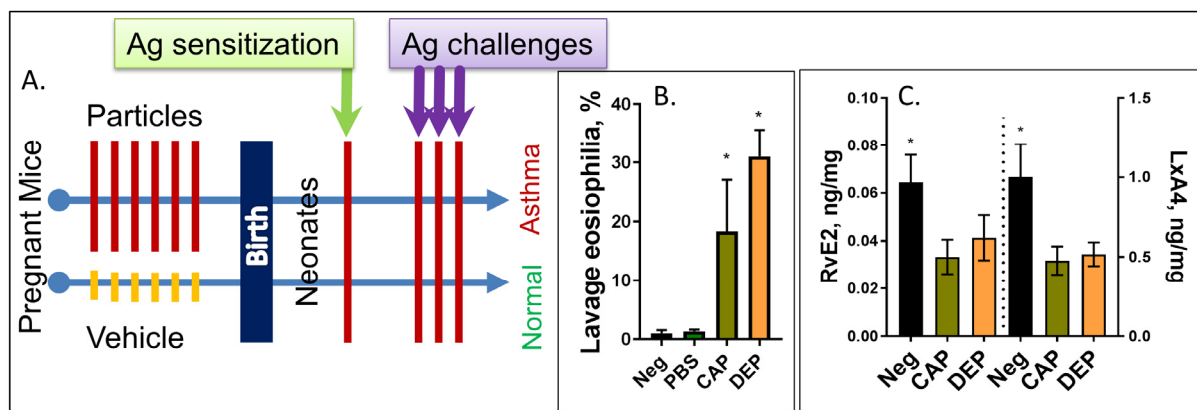 Ag sensitization
Ag challenges
A.
Particles
Pregnant Mice
Birth
Neonates
Asthma
Normal
Vehicle
B.
Lavage eosiophilia, %
40
30
20
10
0
*
*
Neg
PBS
CAP
DEP
C.
RvE2, ng/mg
0.10
0.08
0.06
0.04
0.02
0.00
*
*
1.5
1.0
0.5
0.0
LxA4, ng/mg
Neg
CAP
DEP
Neg
CAP
DEP